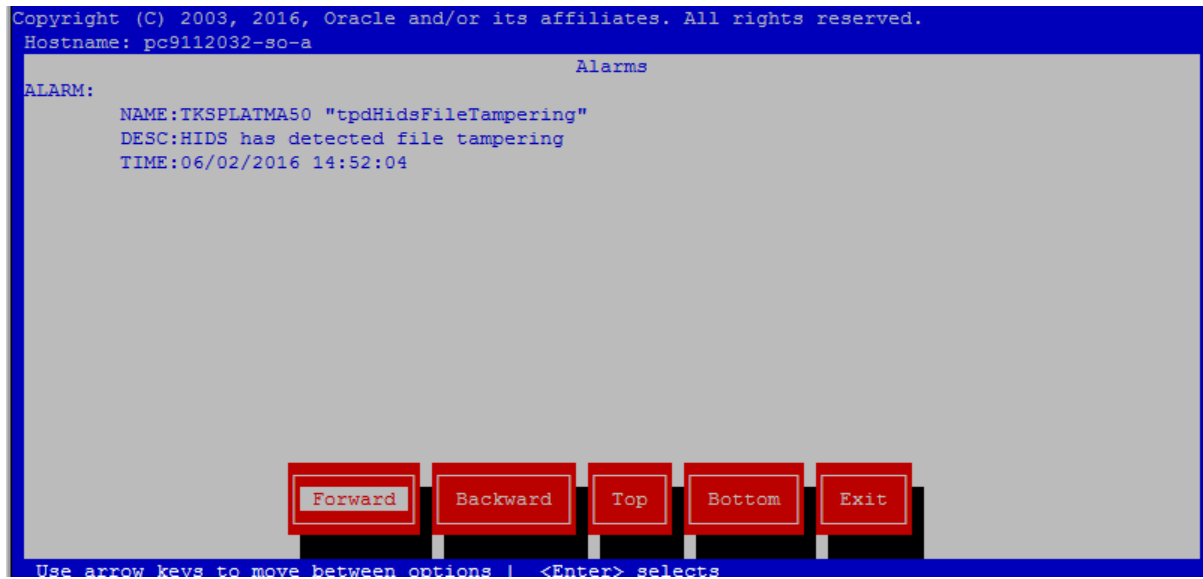 Copyright (C) 2003, 2016, Oracle and/or its affiliates. All rights reserved.
Hostname: pc9112032-so-a
Alarms
ALARM:
NAME:TKSPLATMA50 "tpdHidsFileTampering"
DESC:HIDS has detected file tampering
TIME:06/02/2016 14:52:04
Forward Backward Top Bottom Exit
Use arrow keys to move between options | <Enter> selects